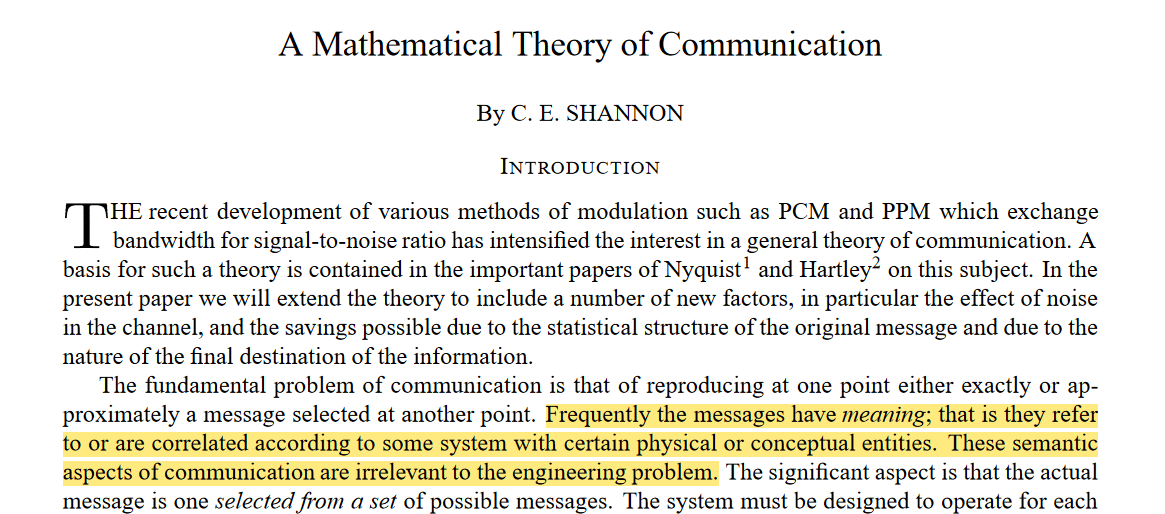 A Mathematical Theory of Communication
By C. E. SHANNON
INTRODUCTION
THE recent development of various methods of modulation such as PCM and PPM which exchange
bandwidth for signal-to-noise ratio has intensified the interest in a general theory of communication. A
basis for such a theory is contained in the important papers of Nyquist1 and Hartley2 on this subject. In the
present paper we will extend the theory to include a number of new factors, in particular the effect of noise
in the channel, and the savings possible due to the statistical structure of the original message and due to the
nature of the final destination of the information.
The fundamental problem of communication is that of reproducing at one point either exactly or ap-
proximately a message selected at another point. Frequently the messages have meaning; that is they refer
to or are correlated according to some system with certain physical or conceptual entities. These semantic
aspects of communication are irrelevant to the engineering problem. The significant aspect is that the actual
message is one selected from a set of possible messages. The system must be designed to operate for each